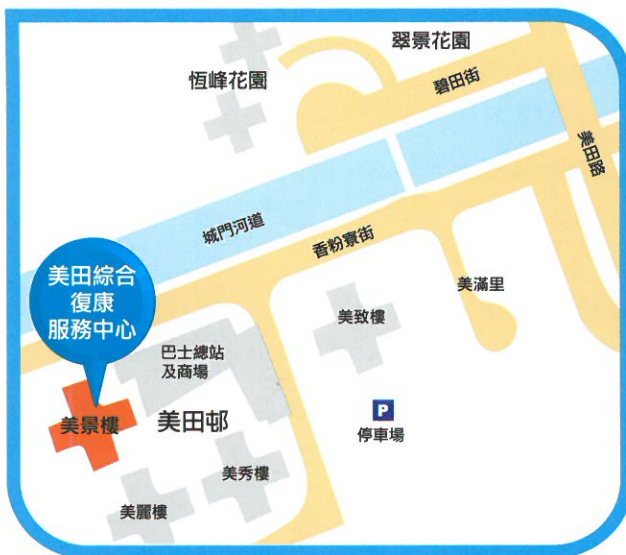 翠景花園
恆峰花園
碧田街
美田路
城門河道
香粉寮街
美田綜合
復康
服務中心
美滿里
美致樓
巴士總站
及商場
P
停車場
美景樓
美田邨
美秀樓
美麗樓